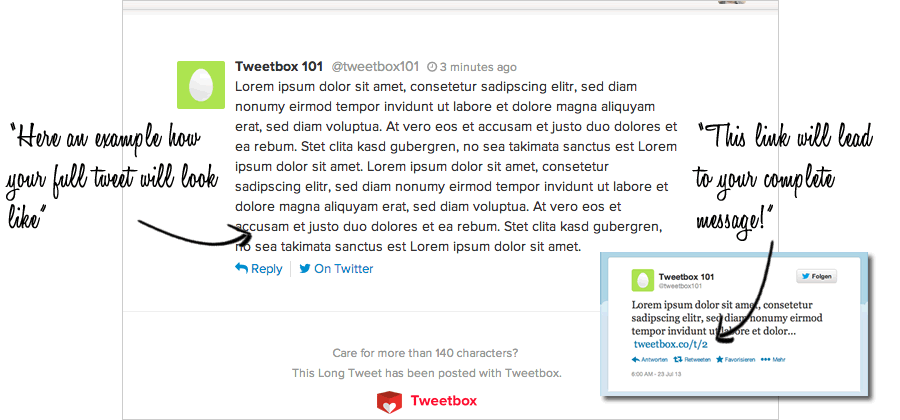 Tweetbox 101 @tweetbox101 3 minutes ago
Lorem ipsum dolor sit amet, consetetur sadipscing elitr, sed diam
nonumy eirmod tempor invidunt ut labore et dolore magna aliquyam
erat, sed diam voluptua. At vero eos et accusam et justo duo dolores et
ea rebum. Stet clita kasd gubergren, no sea takimata sanctus est Lorem
ipsum dolor sit amet. Lorem ipsum dolor sit amet, consetetur
sadipscing elitr, sed diam nonumy eirmod tempor invidunt ut labore et
dolore magna aliquyam erat, sed diam voluptua. At vero eos et
accusam et justo duo dolores et ea rebum. Stet clita kasd gubergren,
no sea takimata sanctus est Lorem ipsum dolor sit amet.
Reply On Twitter
"Here an example how
your full tweet will look
like"
"This link will lead
to your complete
message!"
Tweetbox 101
@tweetbox101
Folgen
Lorem ipsum dolor sit amet, consetetur
sadipscing elitr, sed diam nonumy eirmod
tempor invidunt ut labore et dolor...
tweetbox.co/t/2
Antworten Retweeten Favorisieren Mehr
6:00 AM - 23 Jul 13
Care for more than 140 characters?
This Long Tweet has been posted with Tweetbox.
Tweetbox